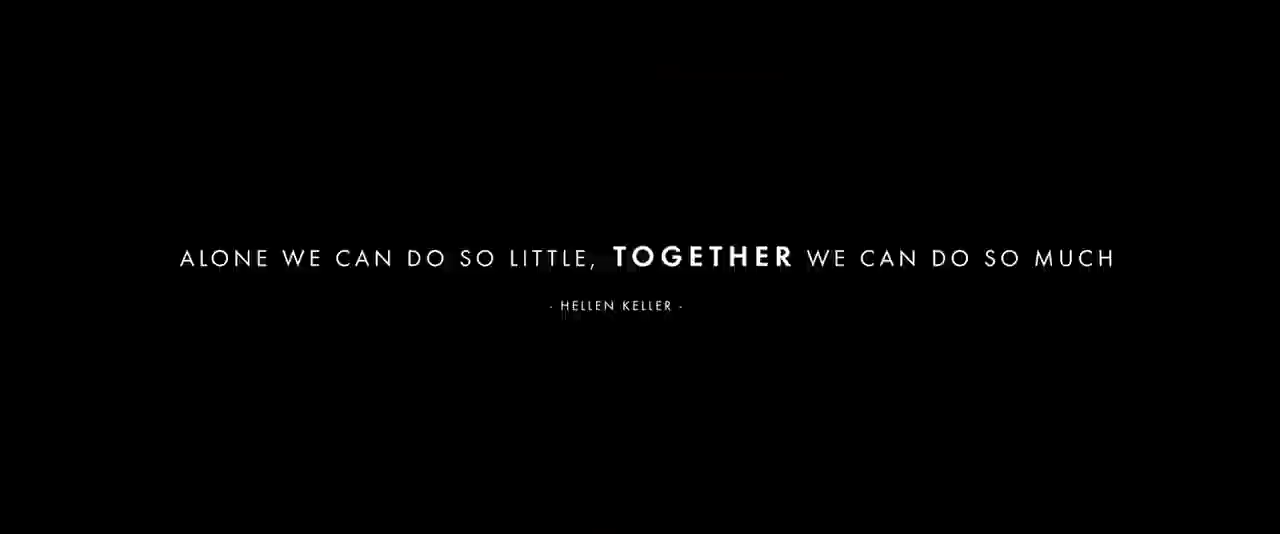 ALONE WE CAN DO SO LITTLE, TOGETHER WE CAN DO SO MUCH
- HELLEN KELLER -